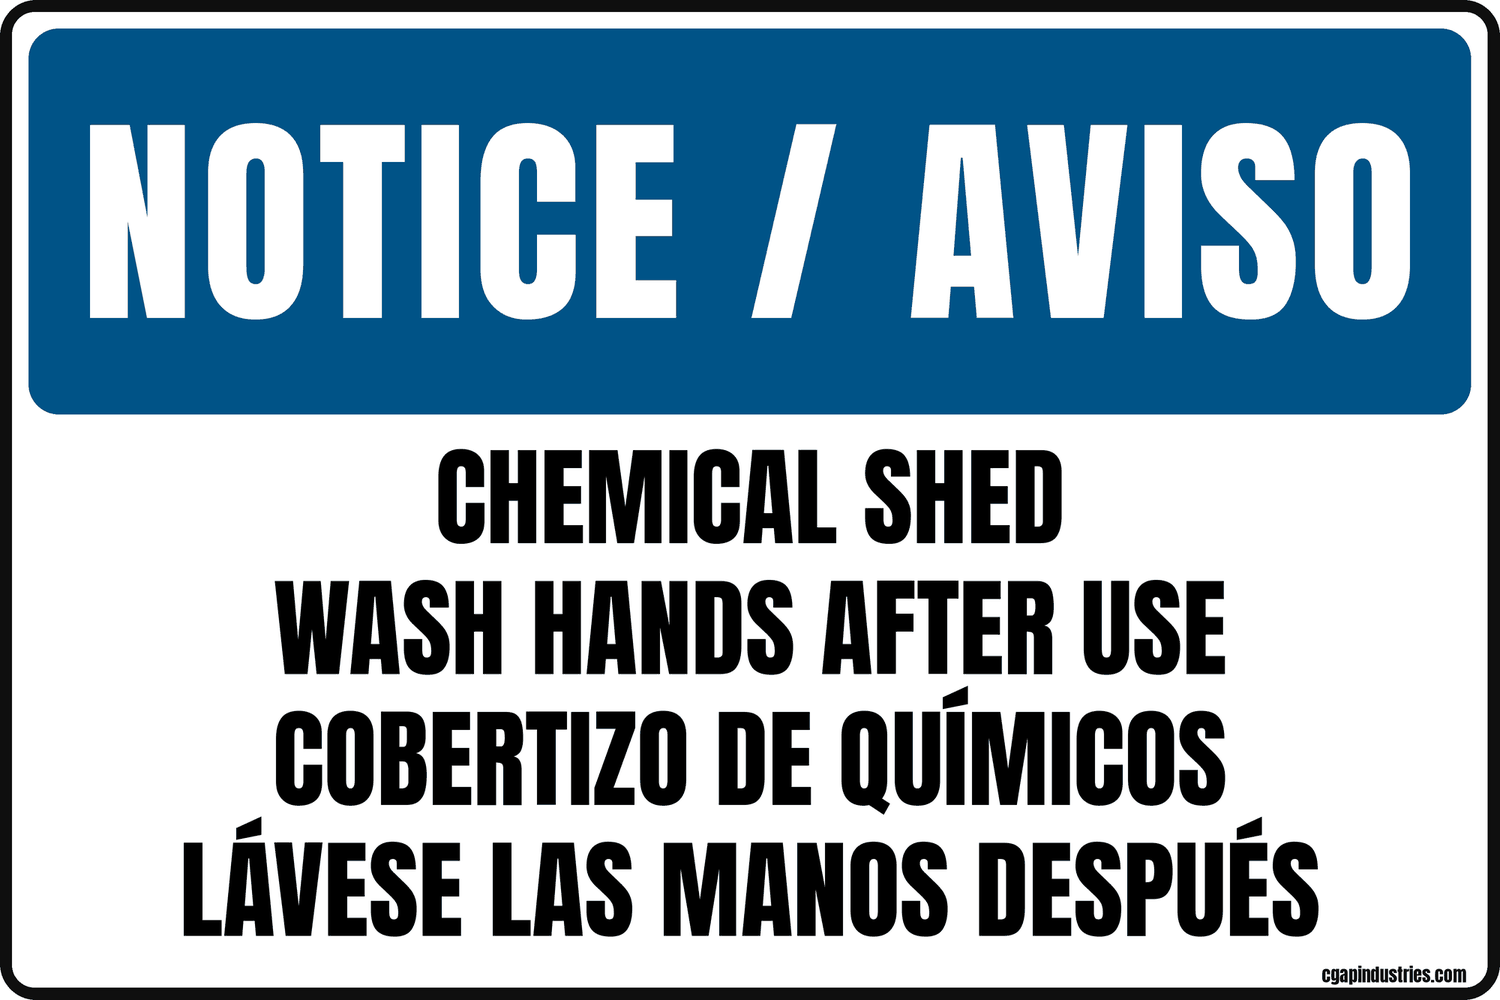 NOTICE / AVISO
CHEMICAL SHED
WASH HANDS AFTER USE
COBERTIZO DE QUÍMICOS
LÁVESE LAS MANOS DESPUÉS
cgapindustries.com